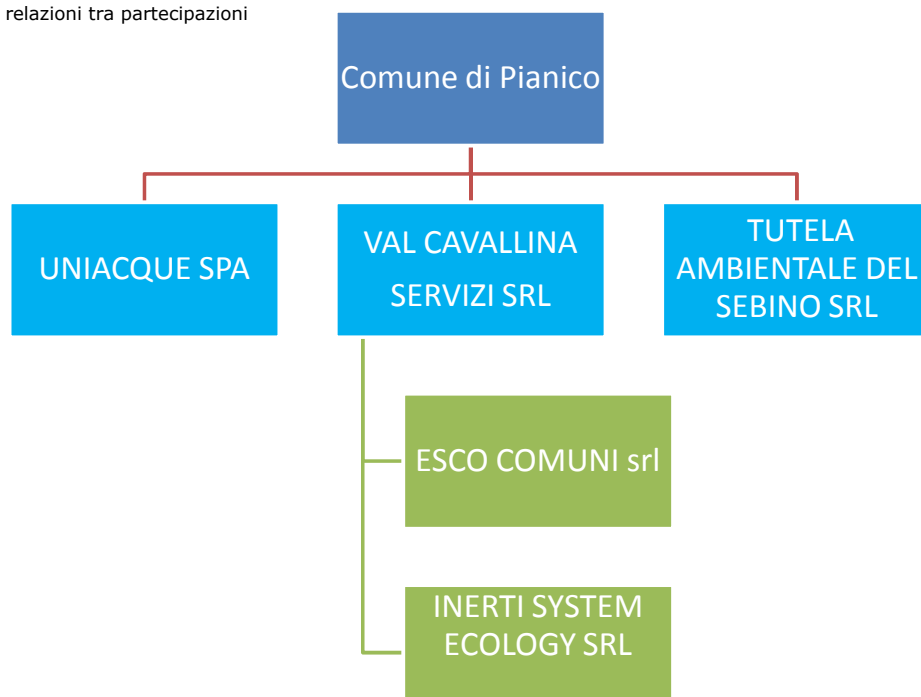 relazioni tra partecipazioni
Comune di Pianico
UNIACQUE SPA
VAL CAVALLINA
SERVIZI SRL
TUTELA
AMBIENTALE DEL
SEBINO SRL
ESCO COMUNI srl
INERTI SYSTEM
ECOLOGY SRL